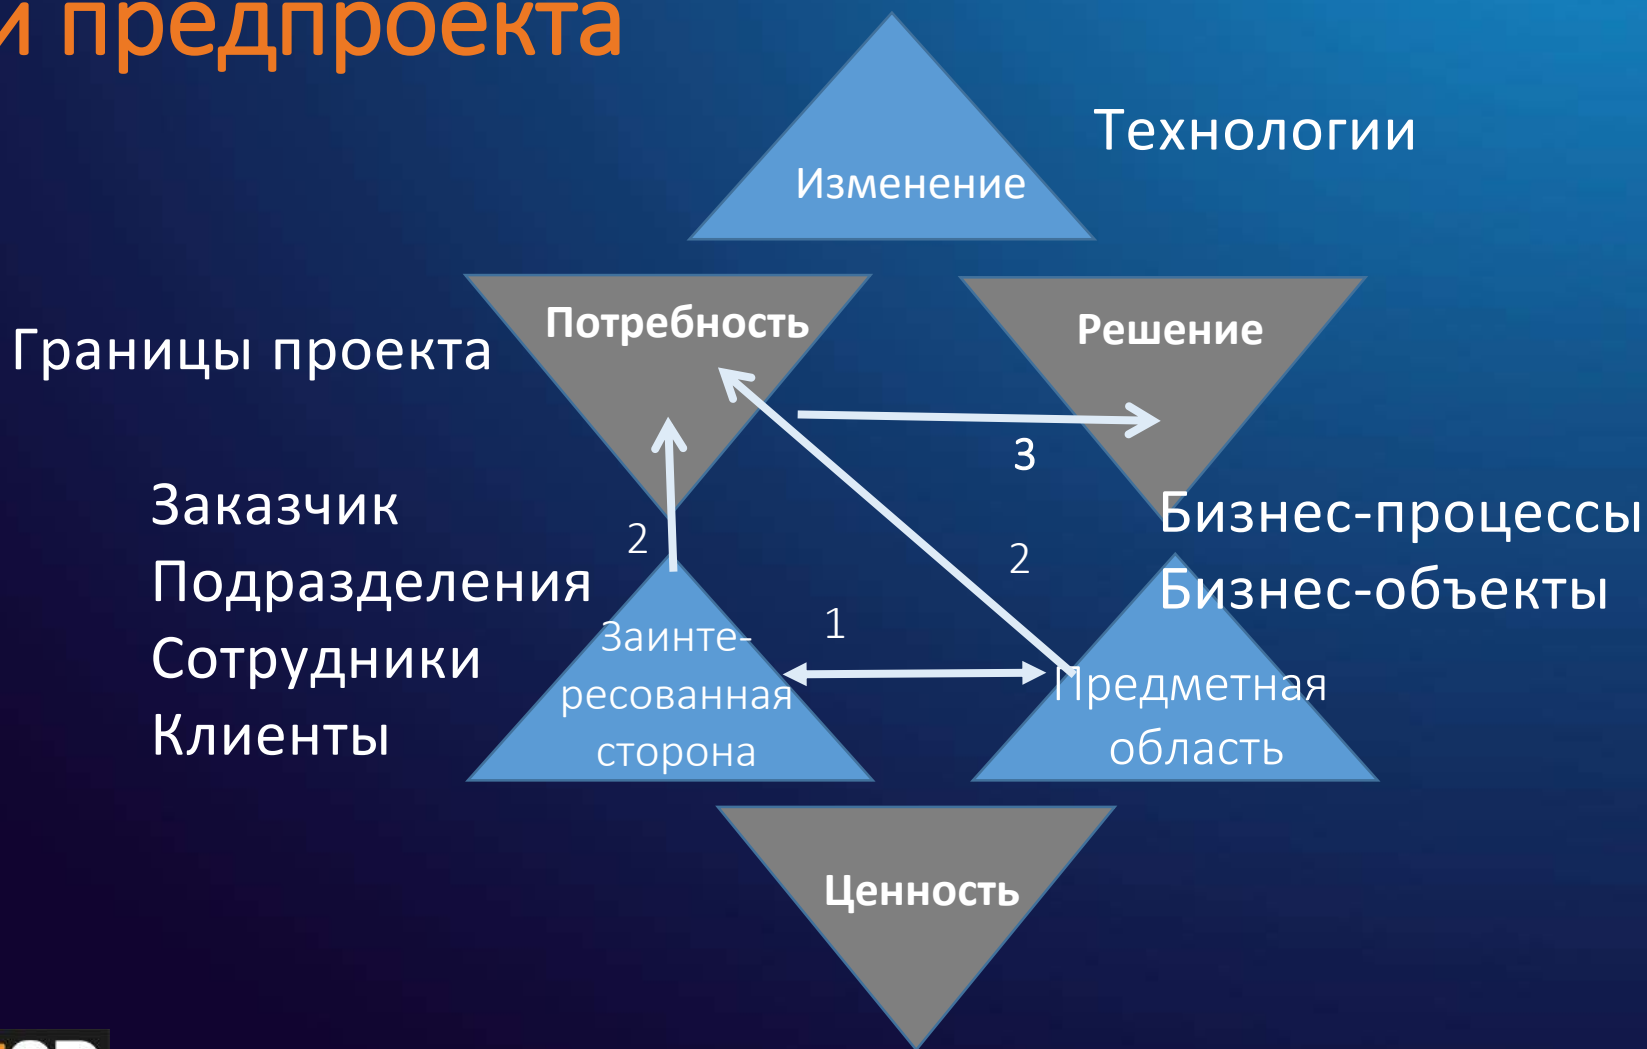 и предпроекта
Технологии
Изменение
Потребность
Решение
Границы проекта
3
Заказчик
Подразделения
Сотрудники
Клиенты
2
2
1
Бизнес-процессы
Бизнес-объекты
Заинте-
ресованная
сторона
Предметная
область
Ценность